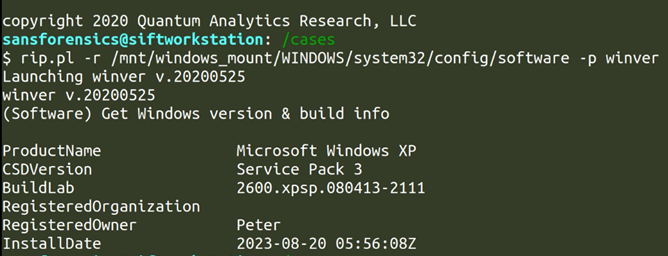 copyright 2020 Quantum Analytics Research, LLC
sansforensics@siftworkstation: /cases
$ rip.pl -r /mnt/windows_mount/WINDOWS/system32/config/software -p winver
Launching winver v.20200525
winver v.20200525
(Software) Get Windows version & build info
ProductName Microsoft Windows XP
CSDVersion Service Pack 3
BuildLab 2600.xpsp.080413-2111
RegisteredOrganization
RegisteredOwner Peter
InstallDate 2023-08-20 05:56:08Z